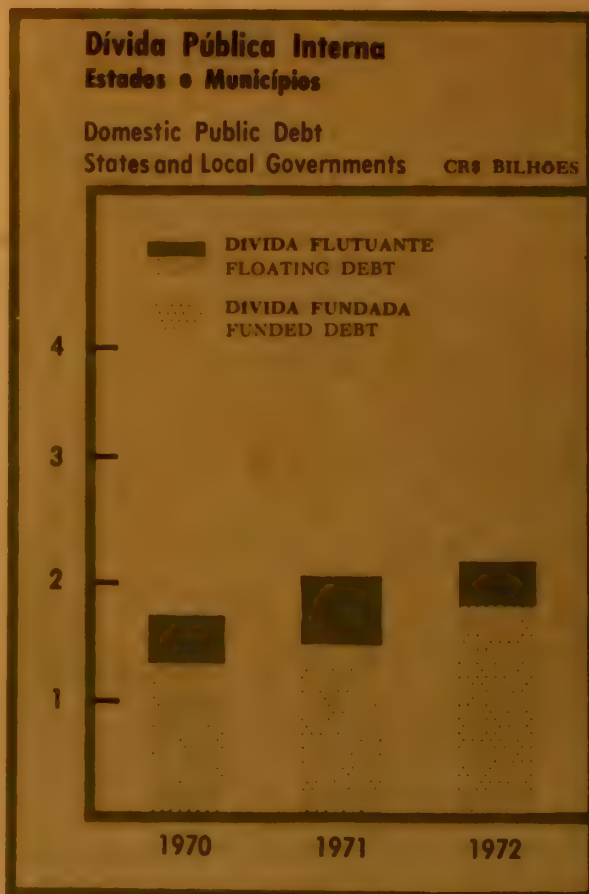 Dívida Pública Interna
Estados e Municípios
Domestic Public Debt
States and Local Governments CR$ BILHÕES
DIVIDA FLUTUANTE
FLOATING DEBT
DIVIDA FUNDADA
FUNDED DEBT
4
3
2
1
1970 1971 1972